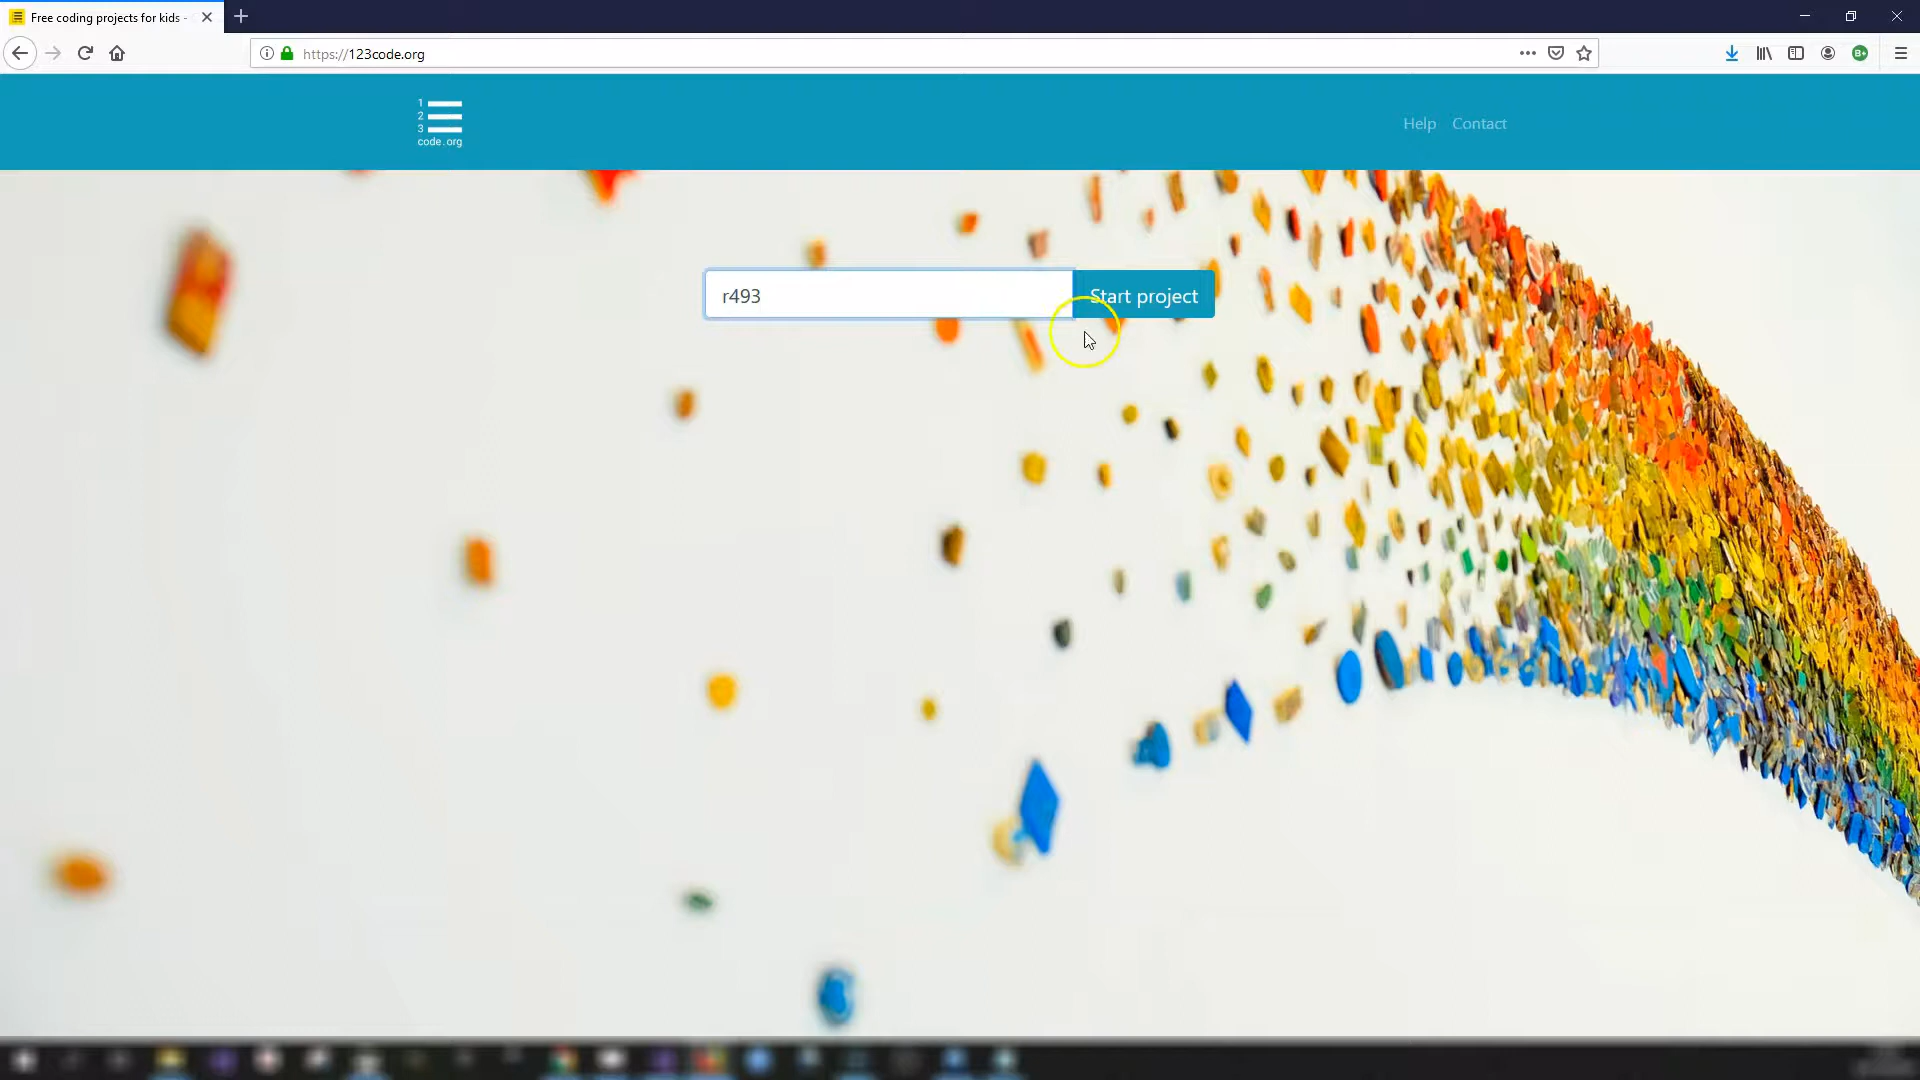 Free coding projects for kids -
https://123code.org
1
2
3
code.org
Help Contact
r493
Start project